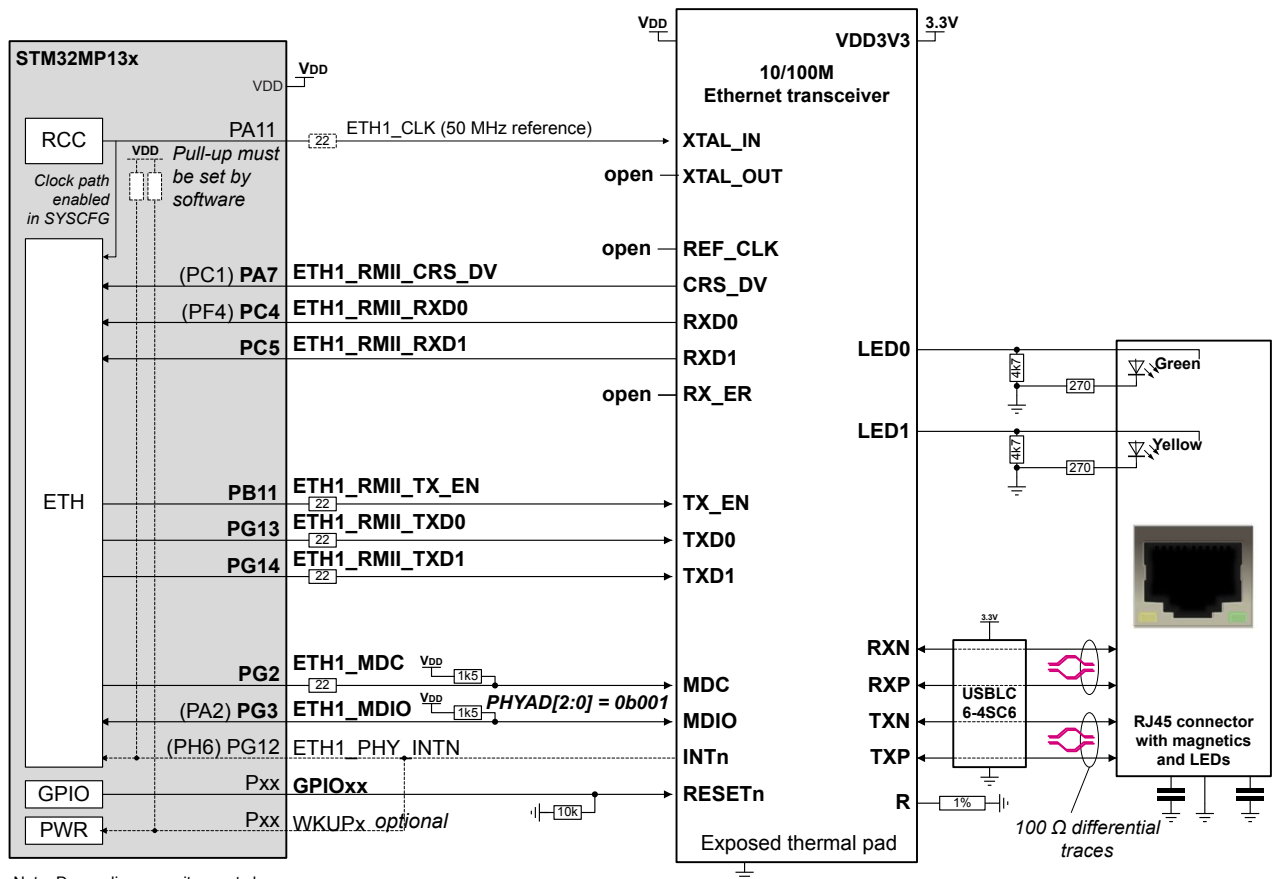 STM32MP13x
VDD
VDD
RCC
PA11
22
ETH1_CLK (50 MHz reference)
VDD
Pull-up must
be set by
software
Clock path
enabled
in SYSCFG
ETH
(PC1) PA7
ETH1_RMII_CRS_DV
(PF4) PC4
ETH1_RMII_RXD0
PC5
ETH1_RMII_RXD1
PB11
ETH1_RMII_TX_EN
22
PG13
ETH1_RMII_TXD0
22
PG14
ETH1_RMII_TXD1
22
PG2
ETH1_MDC
22
VDD
1k5
(PA2) PG3
ETH1_MDIO
VDD
1k5
PHYAD[2:0] = 0b001
(PH6) PG12
ETH1_PHY_INTN
GPIO
Pxx
GPIOxx
10k
PWR
Pxx
WKUPx
optional
VDD
3.3V
VDD3V3
10/100M
Ethernet transceiver
XTAL_IN
open
XTAL_OUT
open
REF_CLK
CRS_DV
RXD0
RXD1
open
RX_ER
TX_EN
TXD0
TXD1
MDC
MDIO
INTn
RESETn
Exposed thermal pad
LED0
4k7
270
Green
LED1
4k7
270
Yellow
RXN
RXP
TXN
TXP
R
1%
3.3V
USBLC
6-4SC6
100 Ω differential
traces
RJ45 connector
with magnetics
and LEDs